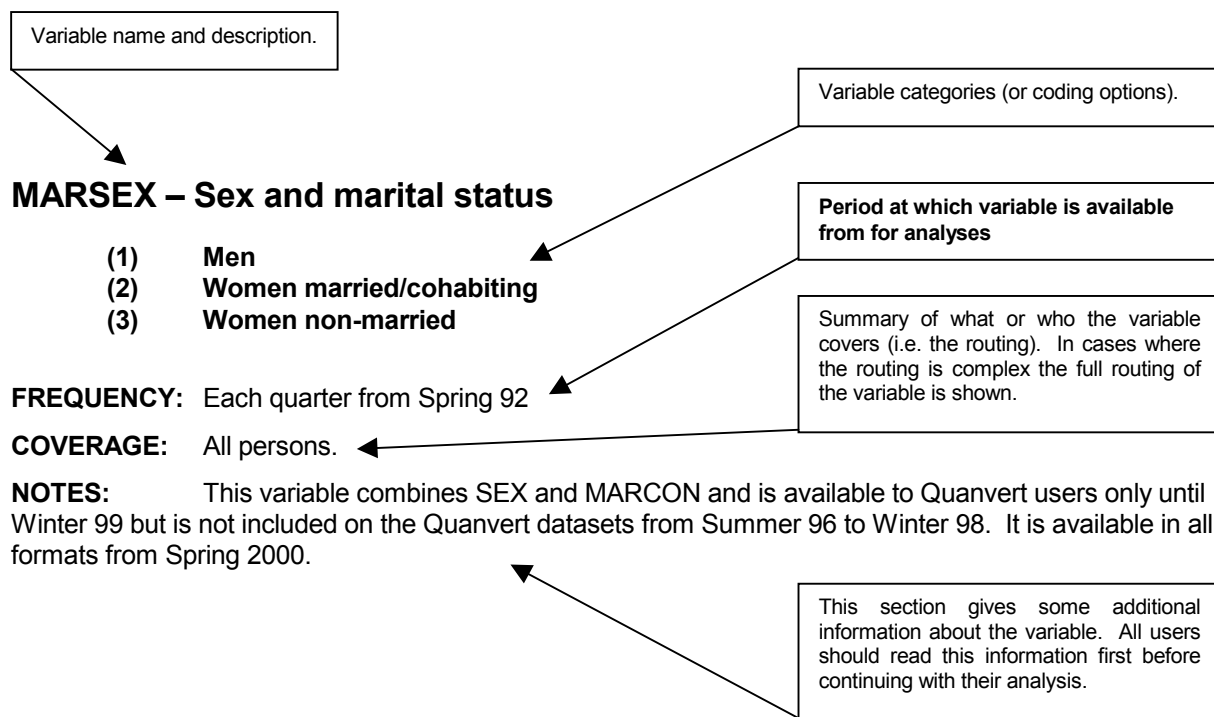 Variable name and description.
Variable categories (or coding options).
MARSEX – Sex and marital status
Period at which variable is available
from for analyses
(1) Men
(2) Women married/cohabiting
(3) Women non-married
Summary of what or who the variable
covers (i.e. the routing). In cases where
the routing is complex the full routing of
the variable is shown.
FREQUENCY: Each quarter from Spring 92
COVERAGE: All persons.
NOTES: This variable combines SEX and MARCON and is available to Quanvert users only until
Winter 99 but is not included on the Quanvert datasets from Summer 96 to Winter 98. It is available in all
formats from Spring 2000.
This section gives some additional
information about the variable. All users
should read this information first before
continuing with their analysis.